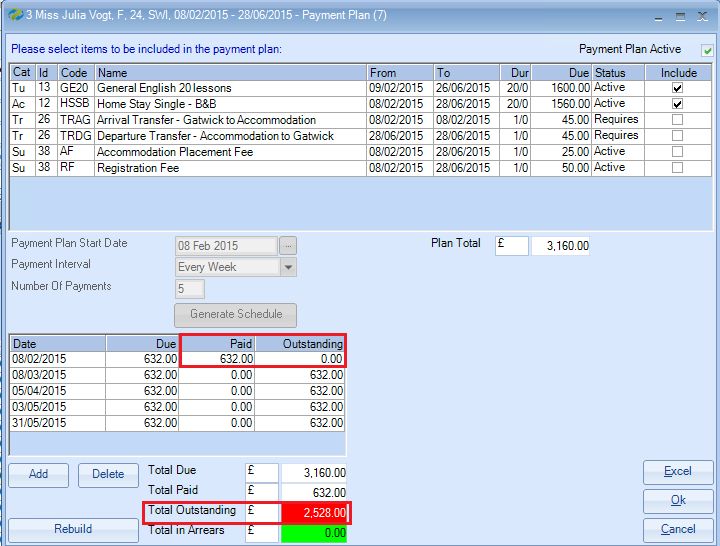 3 Miss Julia Vogt, F, 24, SWI, 08/02/2015 - 28/06/2015 - Payment Plan (7)
Please select items to be included in the payment plan: Payment Plan Active
Cat Id Code Name From To Dur Due Status Include
Tu 13 GE20 General English 20 lessons 09/02/2015 26/06/2015 20/0 1600.00 Active
Ac 12 HSSB Home Stay Single - B&B 08/02/2015 28/06/2015 20/0 1560.00 Active
Tr 26 TRAG Arrival Transfer - Gatwick to Accommodation 08/02/2015 08/02/2015 1/0 45.00 Requires
Tr 26 TRDG Departure Transfer - Accommodation to Gatwick 28/06/2015 28/06/2015 1/0 45.00 Requires
Su 38 AF Accommodation Placement Fee 08/02/2015 28/06/2015 1/0 25.00 Active
Su 38 RF Registration Fee 08/02/2015 28/06/2015 1/0 50.00 Active
Payment Plan Start Date 08 Feb 2015 ... Plan Total £ 3,160.00
Payment Interval Every Week
Number Of Payments 5
Generate Schedule
Date Due Paid Outstanding
08/02/2015 632.00 632.00 0.00
08/03/2015 632.00 0.00 632.00
05/04/2015 632.00 0.00 632.00
03/05/2015 632.00 0.00 632.00
31/05/2015 632.00 0.00 632.00
Add Delete Total Due £ 3,160.00 Excel
Total Paid £ 632.00 Ok
Total Outstanding £ 2,528.00
Rebuild Total in Arrears £ 0.00 Cancel